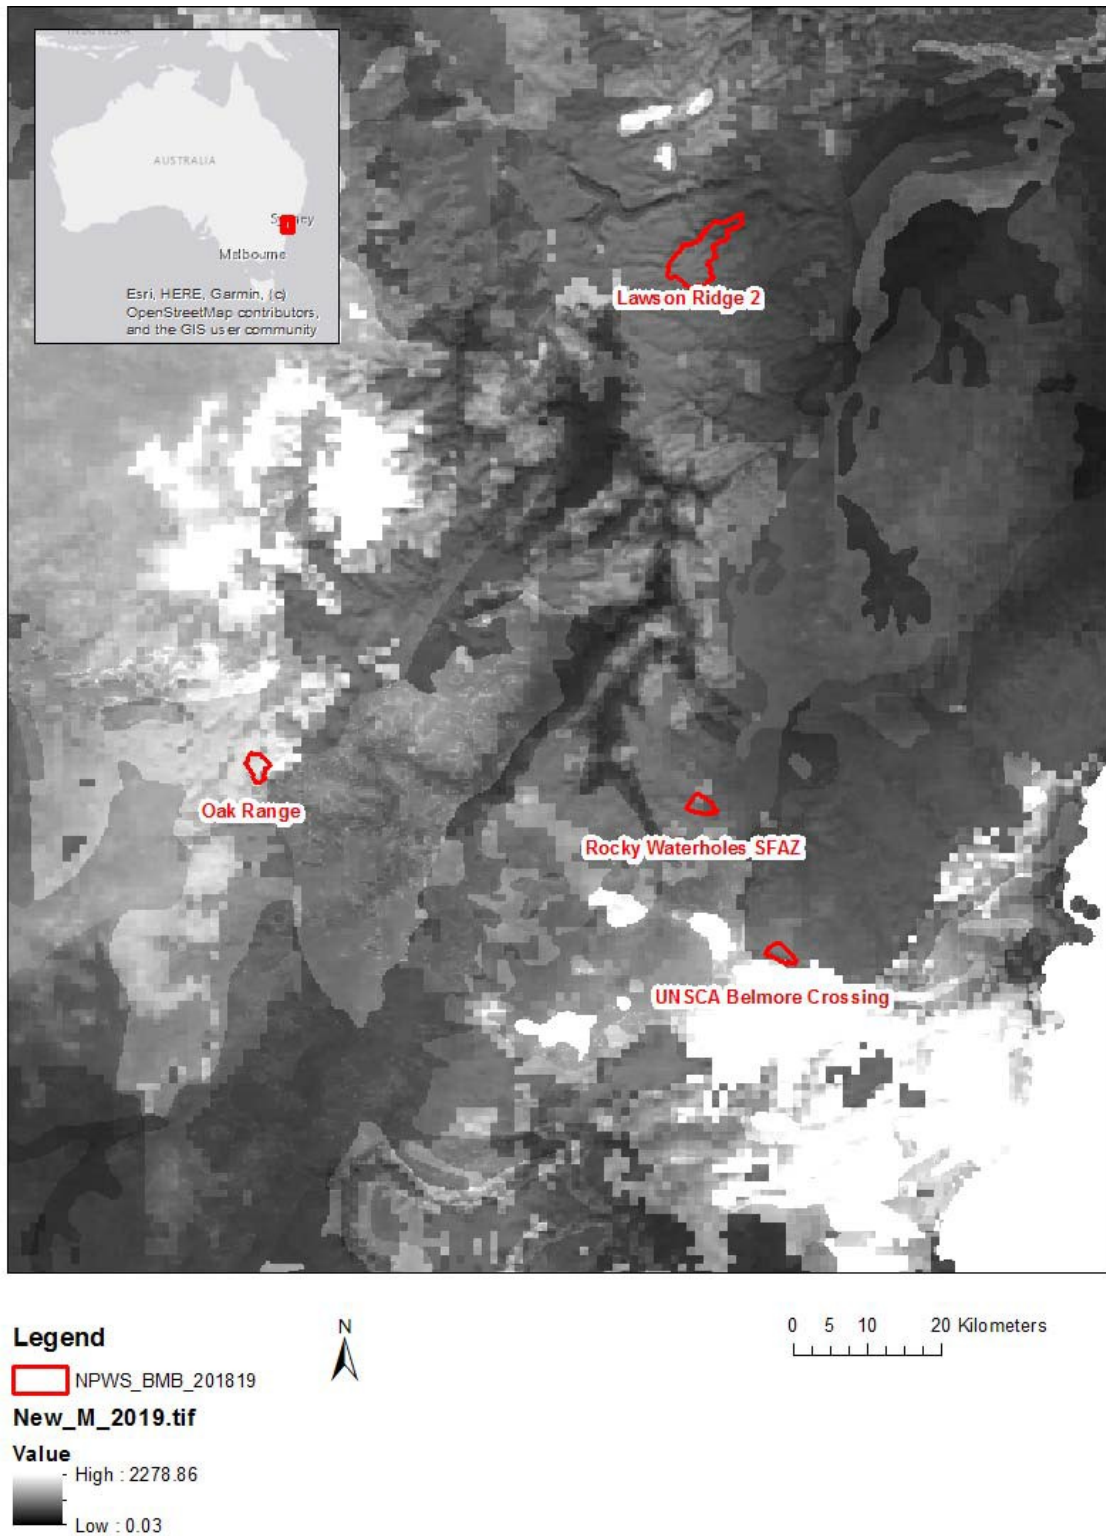 INDONESIA
AUSTRALIA
Sydney
Melbourne
Esri, HERE, Garmin, (c)
OpenStreetMap contributors,
and the GIS user community
Lawson Ridge 2
Oak Range
Rocky Waterholes SFAZ
UNSCA Belmore Crossing
Legend
NPWS_BMB_201819
New_M_2019.tif
Value
High : 2278.86
Low : 0.03
N
0 5 10 20 Kilometers